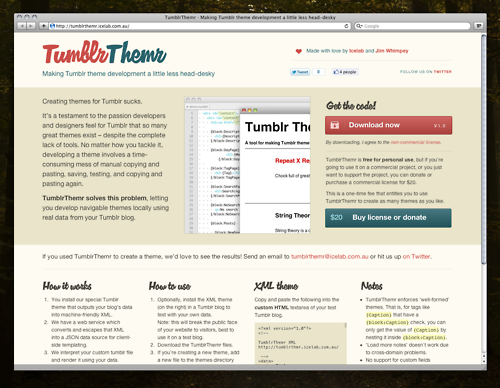 TumblrThemr - Making Tumblr theme development a little less head-desky
http://tumblrthemr.icelab.com.au/
TumblrThemr
Making Tumblr theme development a little less head-desky
Made with love by Icelab and Jim Whimpey
Tweet
4 people
FOLLOW US ON TWITTER
Creating themes for Tumblr sucks.
It's a testament to the passion developers
and designers feel for Tumblr that so many
great themes exist – despite the complete
lack of tools. No matter how you tackle it,
developing a theme involves a time-
consuming mess of manual copying and
pasting, saving, testing, and copying and
pasting again.
TumblrThemr solves this problem, letting
you develop navigable themes locally using
real data from your Tumblr blog.
Tumblr Then
A tool for making Tumblr theme
Repeat X Re
Chock full of great
String Theory
String theory is a d
Get the code!
Download now
V 1.0
By downloading, I agree to the non-commercial license.
TumblrThemr is free for personal use, but if you're
going to use it on a commercial project, or you just
want to support the project, you can donate or
purchase a commercial license for $20.
This is a one-time fee that entitles you to use
TumblrThemr to create as many themes as you like.
$20 Buy license or donate
If you used TumblrThemr to create a theme, we'd love to see the results! Send an email to tumblrthemr@icelab.com.au or hit us up on Twitter.
How it works
1. You install our special Tumblr
theme that outputs your blog's data
into machine-friendly XML.
2. We have a web service which
converts and escapes that XML
into a JSON data source for client-
side templating.
3. We interpret your custom tumblr file
and render it using your data.
How to use
1. Optionally, install the XML theme
on the right in a Tumblr blog to
test with your own data.
Note: this will break the public face
of your website to visitors, best to
use it on a test blog.
2. Download the TumblrThemr files.
3. If you're creating a new theme, add
a new file to the themes directory
XML theme
Copy and paste the following into the
custom HTML textarea of your test
Tumblr blog.
<?xml version="1.0"?>
<!--
TumblrThemr XML
http://tumblrthemr.icelab.com.au/
-->
Notes
• TumblrThemr enforces 'well-formed'
themes. That is, for tags like
{Caption} that have a
{block:Caption} check, you can
only get the value of {Caption} by
nesting it inside {block:Caption}.
• 'Load more notes' doesn't work due
to cross-domain problems.
• No support for custom